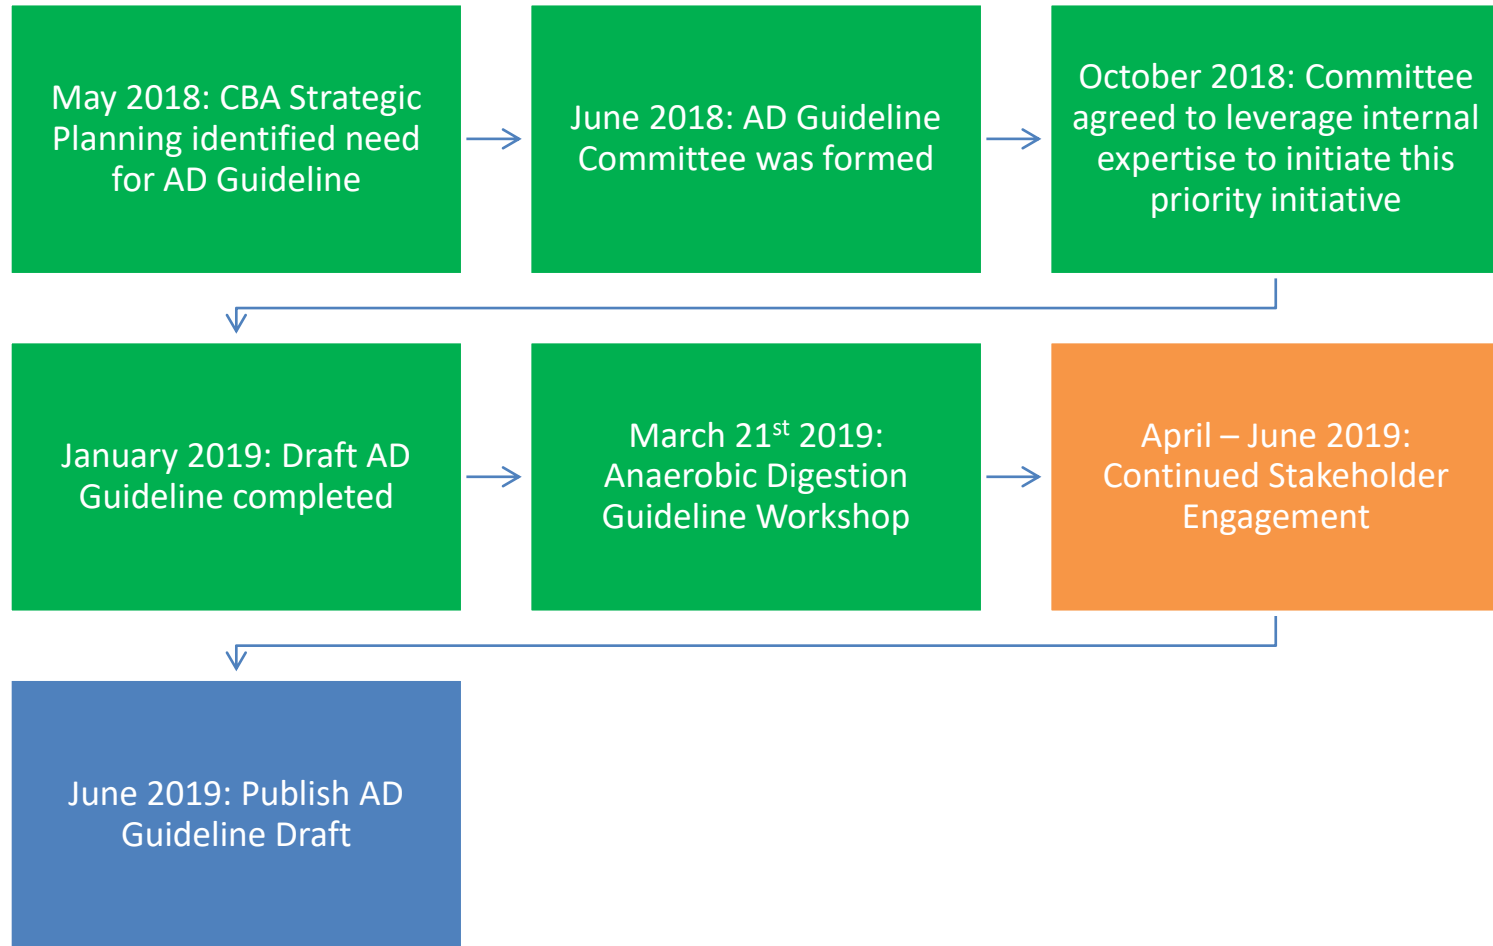 May 2018: CBA Strategic
Planning identified need
for AD Guideline
June 2018: AD Guideline
Committee was formed
October 2018: Committee
agreed to leverage internal
expertise to initiate this
priority initiative
January 2019: Draft AD
Guideline completed
March 21st 2019:
Anaerobic Digestion
Guideline Workshop
April – June 2019:
Continued Stakeholder
Engagement
June 2019: Publish AD
Guideline Draft